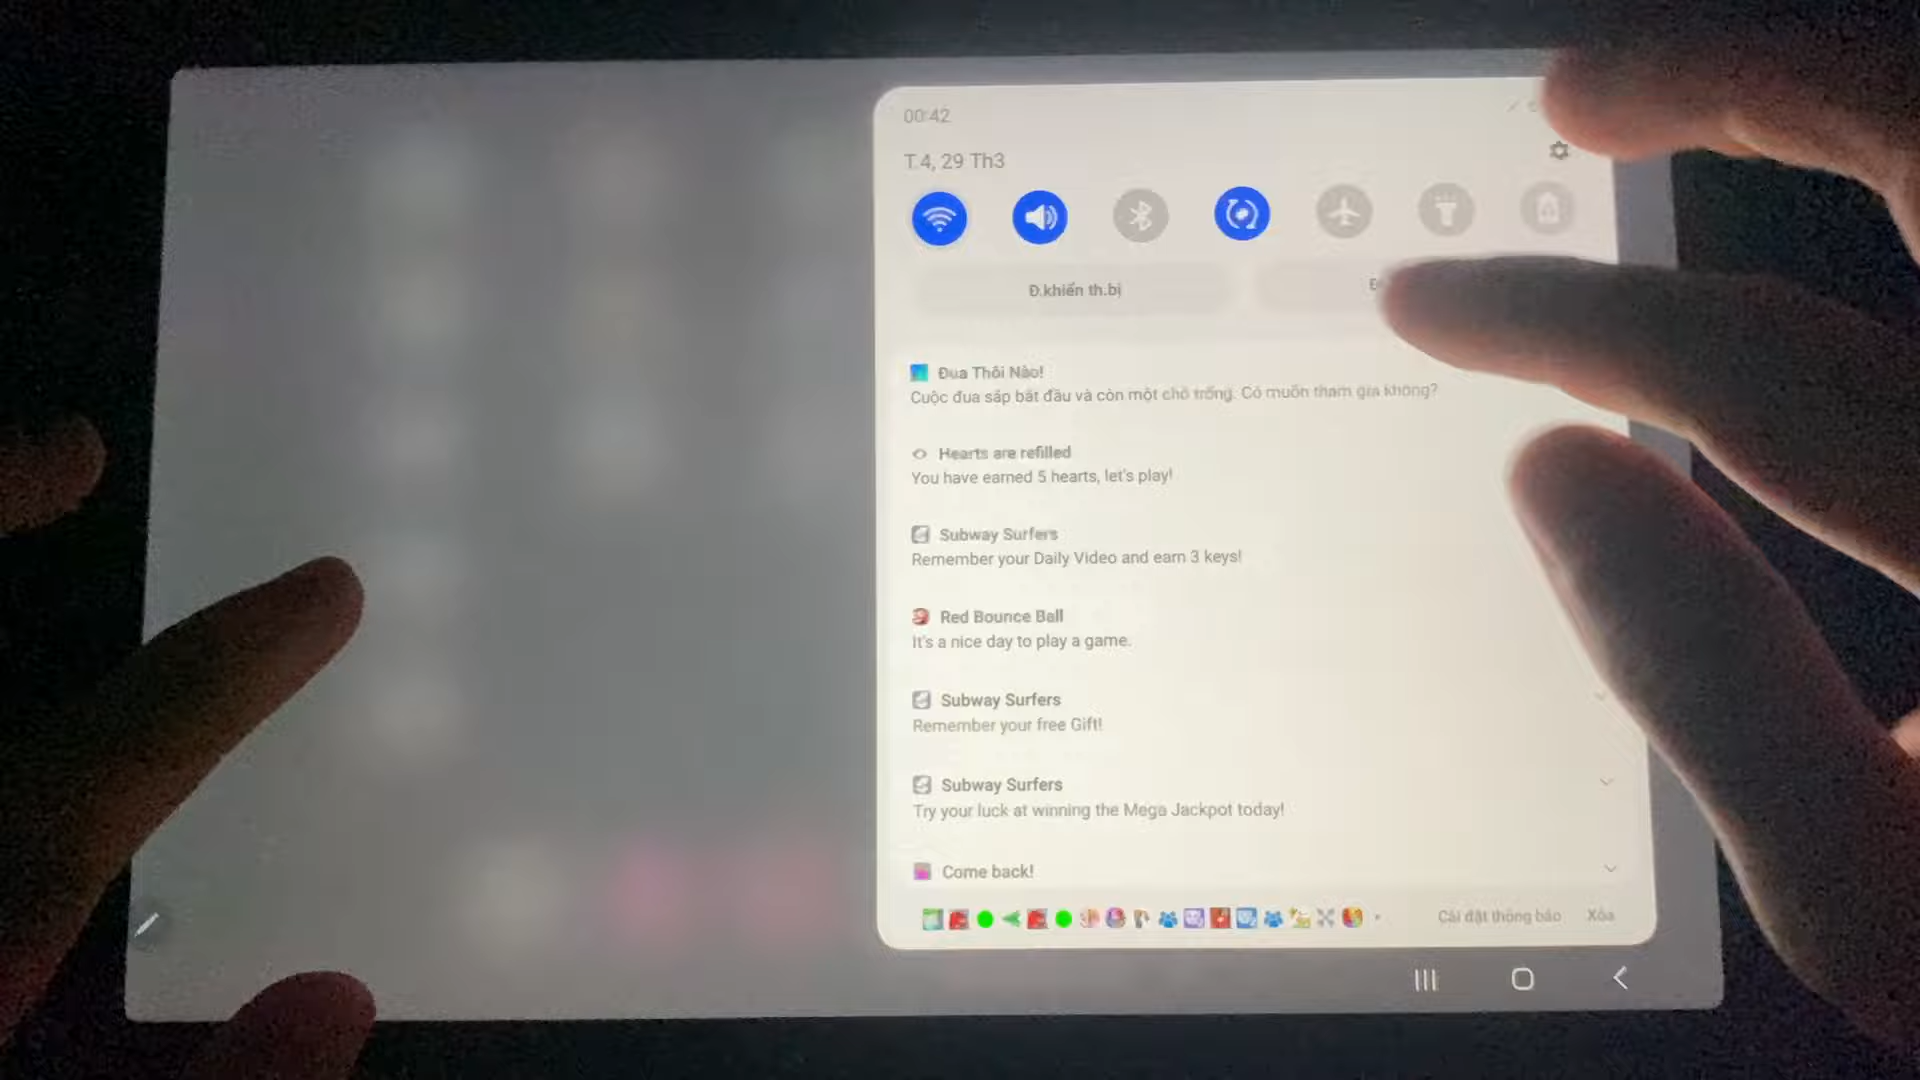 00:42
T.4, 29 Th3
Đ.khiển th.bị
Đua Thôi Nào!
Cuộc đua sắp bắt đầu và còn một chỗ trống. Có muốn tham gia không?
Hearts are refilled
You have earned 5 hearts, let's play!
Subway Surfers
Remember your Daily Video and earn 3 keys!
Red Bounce Ball
It's a nice day to play a game.
Subway Surfers
Remember your free Gift!
Subway Surfers
Try your luck at winning the Mega Jackpot today!
Come back!
Cài đặt thông báo Xóa